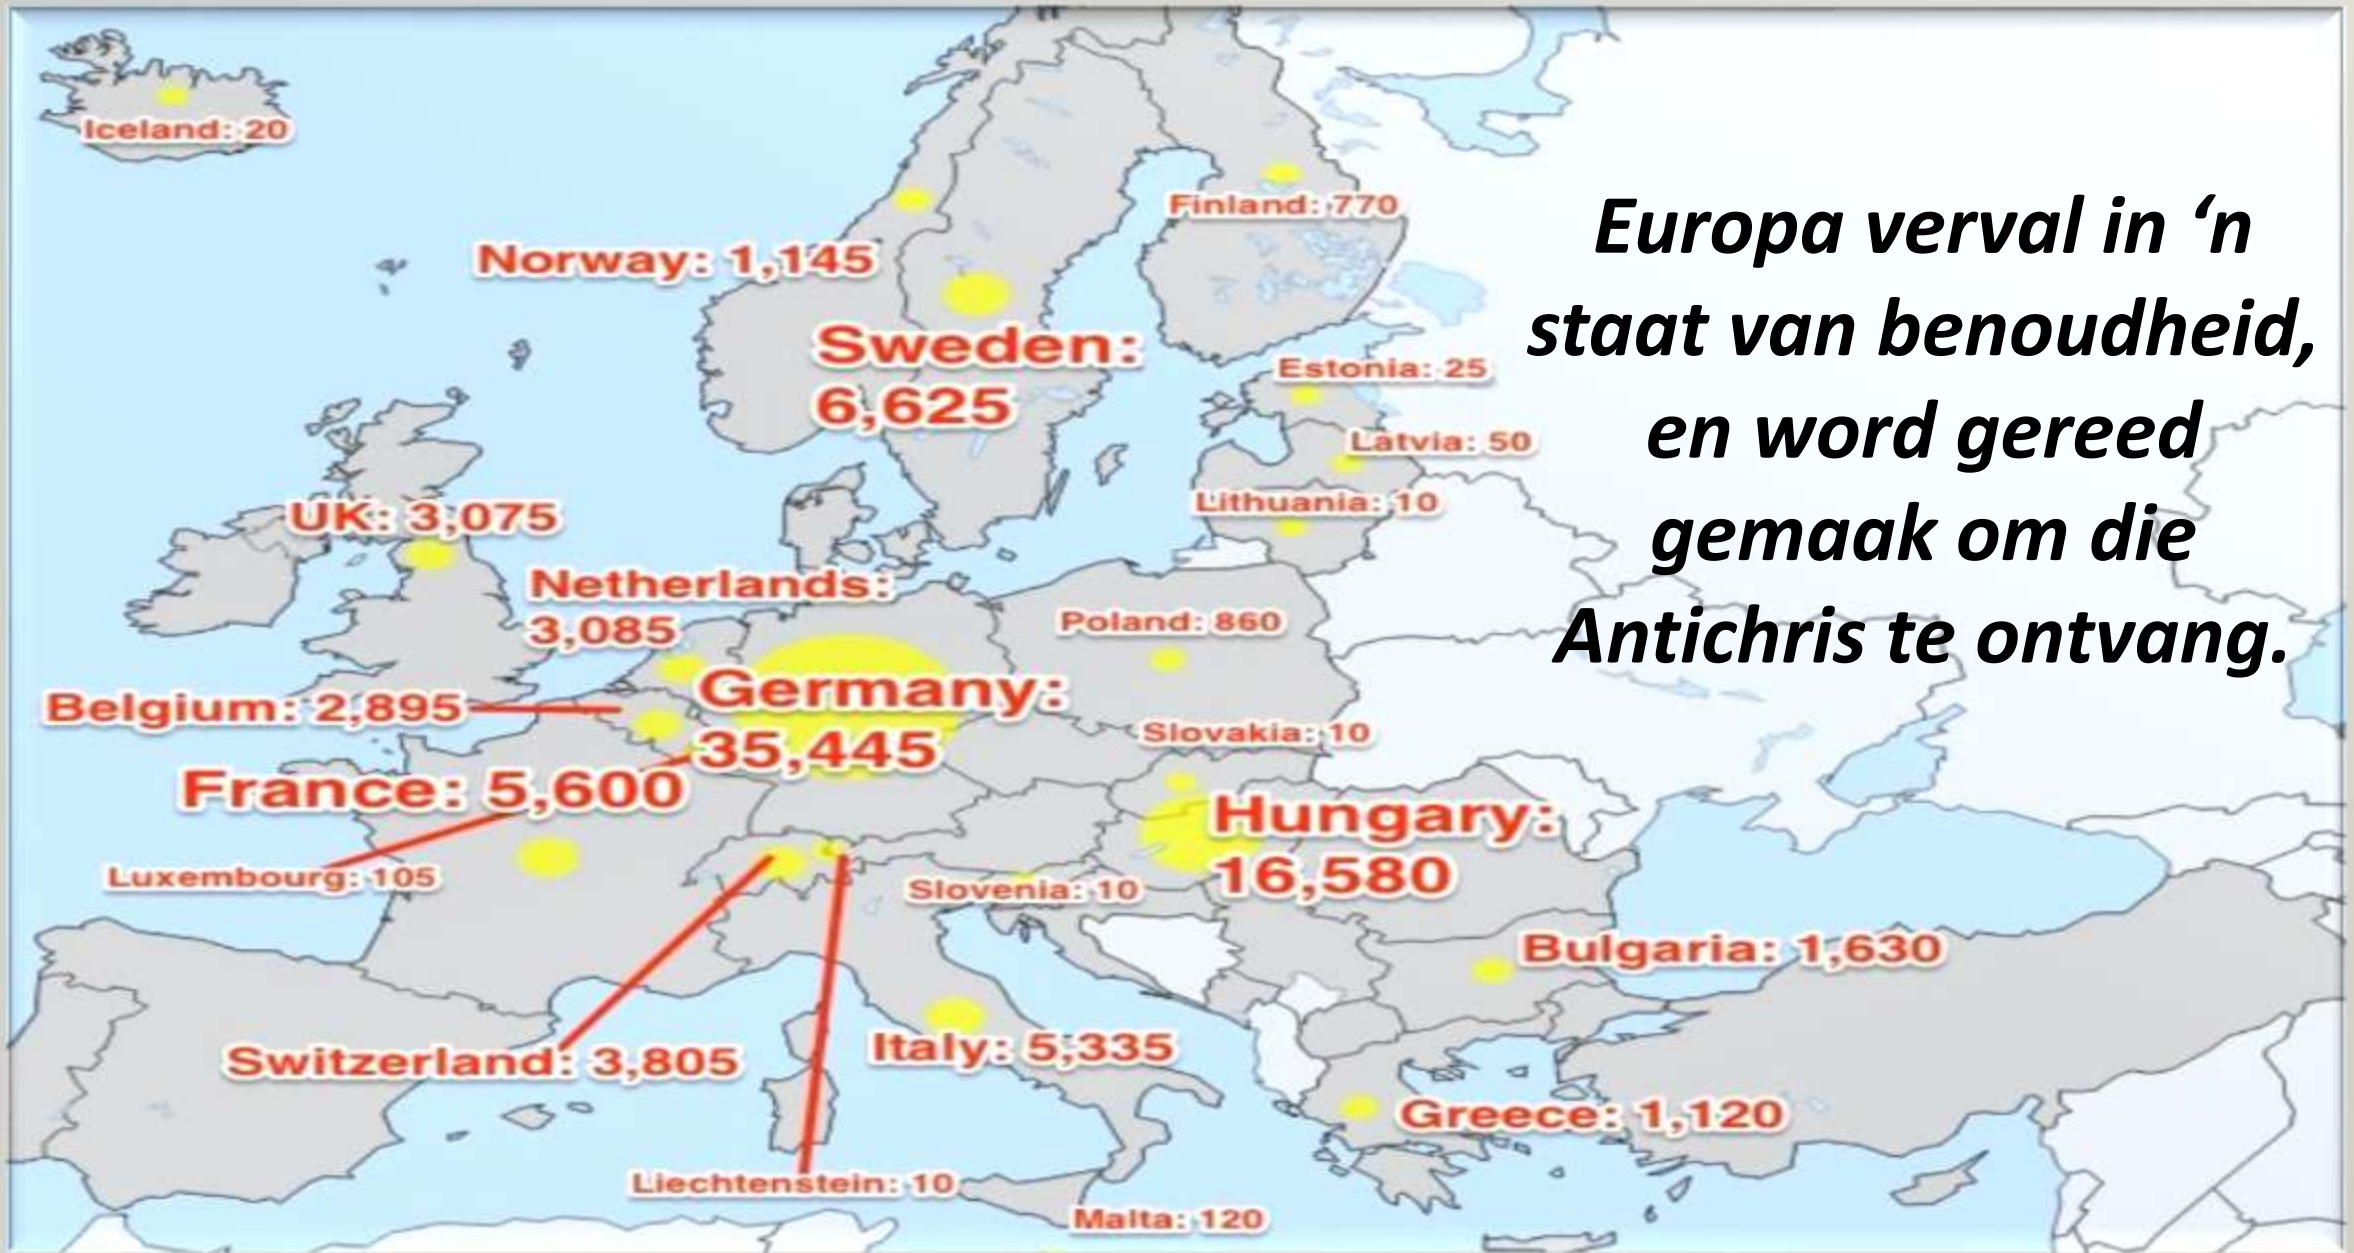 Iceland: 20
Finland: 770
Norway: 1,145
Sweden:
6,625
Estonia: 25
Latvia: 50
Lithuania: 10
UK: 3,075
Netherlands:
3,085
Poland: 860
Belgium: 2,895
Germany:
35,445
Slovakia: 10
France: 5,600
Hungary:
16,580
Luxembourg: 105
Slovenia: 10
Bulgaria: 1,630
Switzerland: 3,805
Italy: 5,335
Greece: 1,120
Liechtenstein: 10
Malta: 120
Europa verval in ‘n
staat van benoudheid,
en word gereed
gemaak om die
Antichris te ontvang.